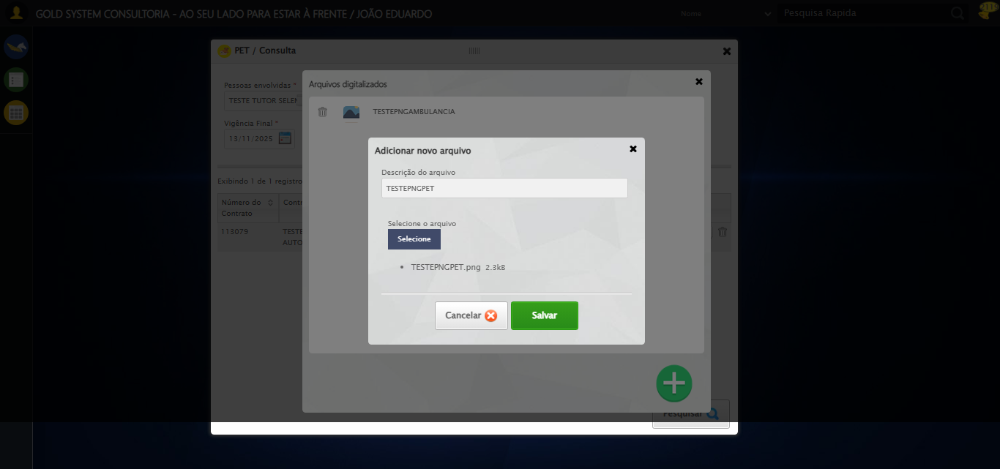 GOLD SYSTEM CONSULTORIA - AO SEU LADO PARA ESTAR À FRENTE / JOÃO EDUARDO
Nome
Pesquisa Rapida
PET / Consulta
Pessoas envolvidas *
TESTE TUTOR SELEN
Vigência Final *
13/11/2025
Exibindo 1 de 1 registro
Número do Contrato
Contr
113079
TESTE
AUTO
Arquivos digitalizados
TESTEPNGAMBULANCIA
Adicionar novo arquivo
Descrição do arquivo
TESTEPNGPET
Selecione o arquivo
Selecione
TESTEPNGPET.png 2.3kB
Cancelar
Salvar
Pesquisar